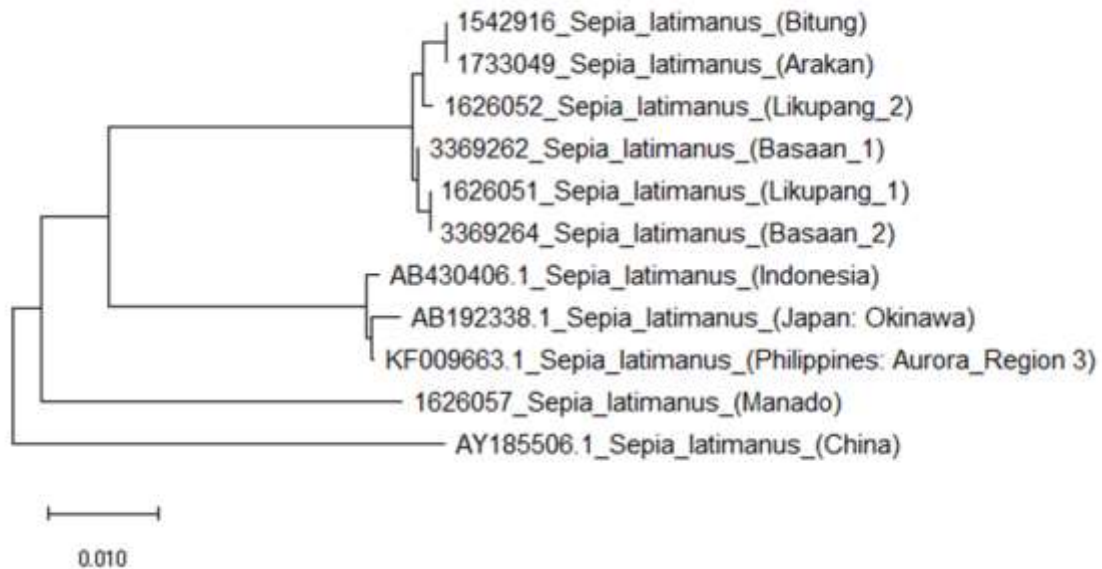 1542916_Sepia_latimanus_(Bitung)
1733049_Sepia_latimanus_(Arakan)
1626052_Sepia_latimanus_(Likupang_2)
3369262_Sepia_latimanus_(Basaan_1)
1626051_Sepia_latimanus_(Likupang_1)
3369264_Sepia_latimanus_(Basaan_2)
AB430406.1_Sepia_latimanus_(Indonesia)
AB192338.1_Sepia_latimanus_(Japan: Okinawa)
KF009663.1_Sepia_latimanus_(Philippines: Aurora_Region 3)
1626057_Sepia_latimanus_(Manado)
AY185506.1_Sepia_latimanus_(China)
0.010